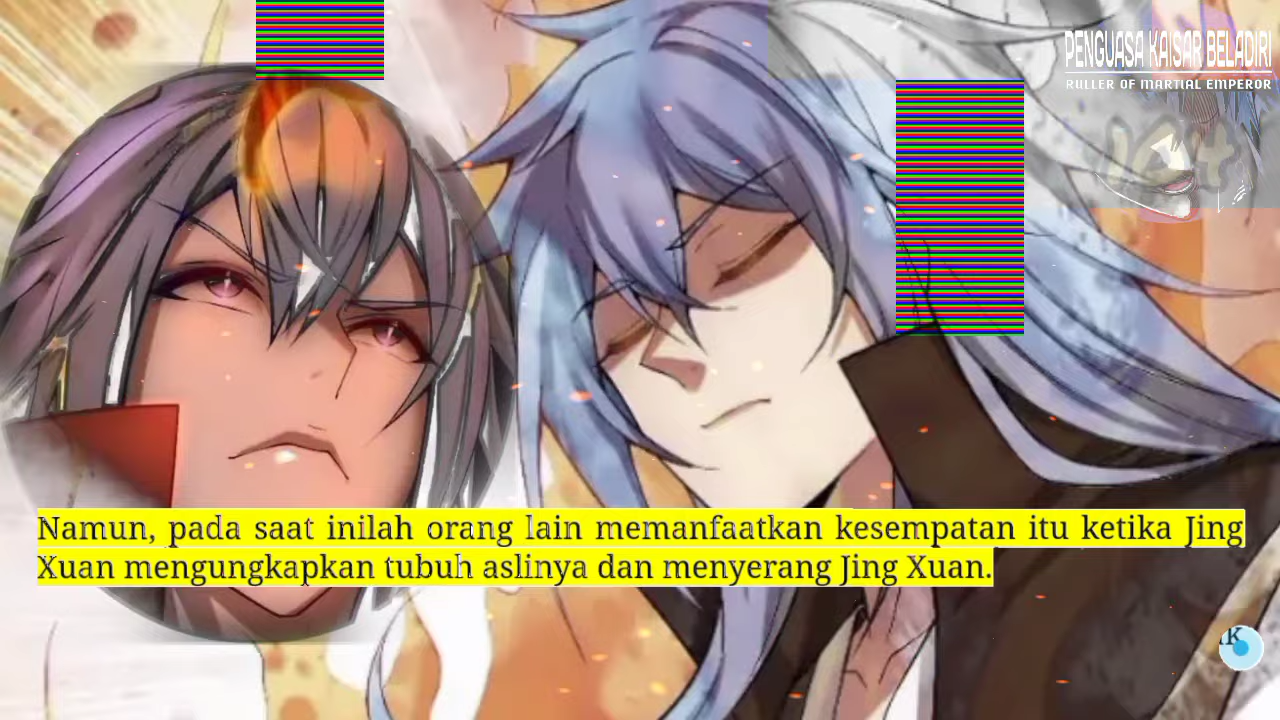 PENGUASA KAISAR BELADIRI
RULLER OF MARTIAL EMPEROR
Namun, pada saat inilah orang lain memanfaatkan kesempatan itu ketika Jing
Xuan mengungkapkan tubuh aslinya dan menyerang Jing Xuan.